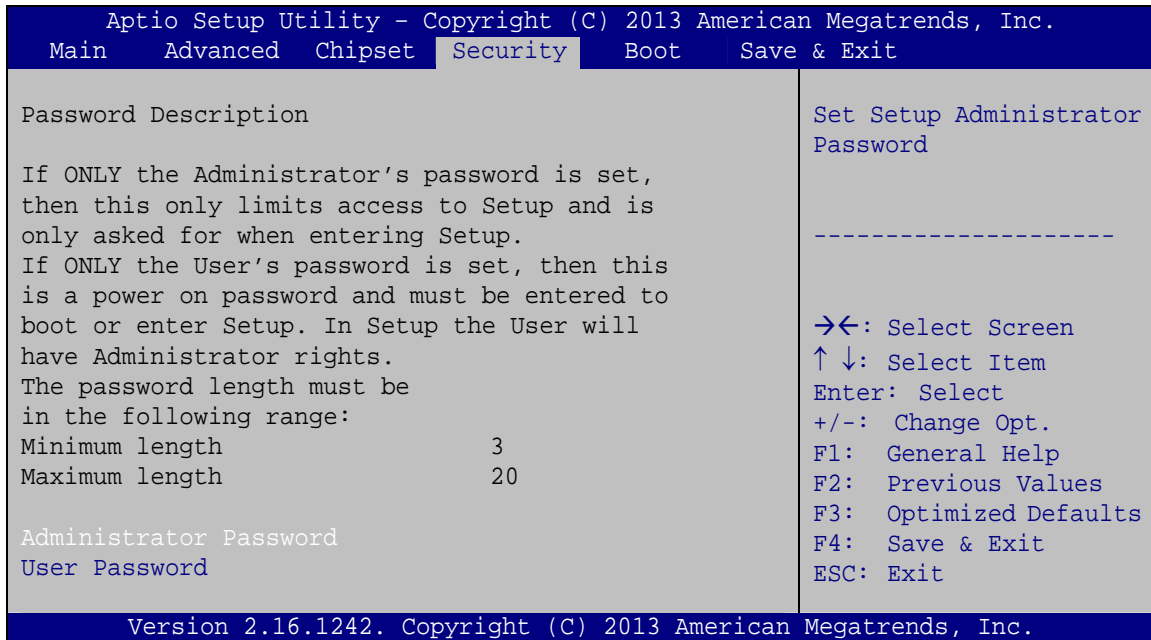 Aptio Setup Utility – Copyright (C) 2013 American Megatrends, Inc.
Main Advanced Chipset Security Boot Save & Exit
Password Description
If ONLY the Administrator’s password is set,
then this only limits access to Setup and is
only asked for when entering Setup.
If ONLY the User’s password is set, then this
is a power on password and must be entered to
boot or enter Setup. In Setup the User will
have Administrator rights.
The password length must be
in the following range:
Minimum length 3
Maximum length 20
Administrator Password
User Password
Set Setup Administrator
Password
---------------------
→←: Select Screen
↑ ↓: Select Item
Enter: Select
+/-: Change Opt.
F1: General Help
F2: Previous Values
F3: Optimized Defaults
F4: Save & Exit
ESC: Exit
Version 2.16.1242. Copyright (C) 2013 American Megatrends, Inc.